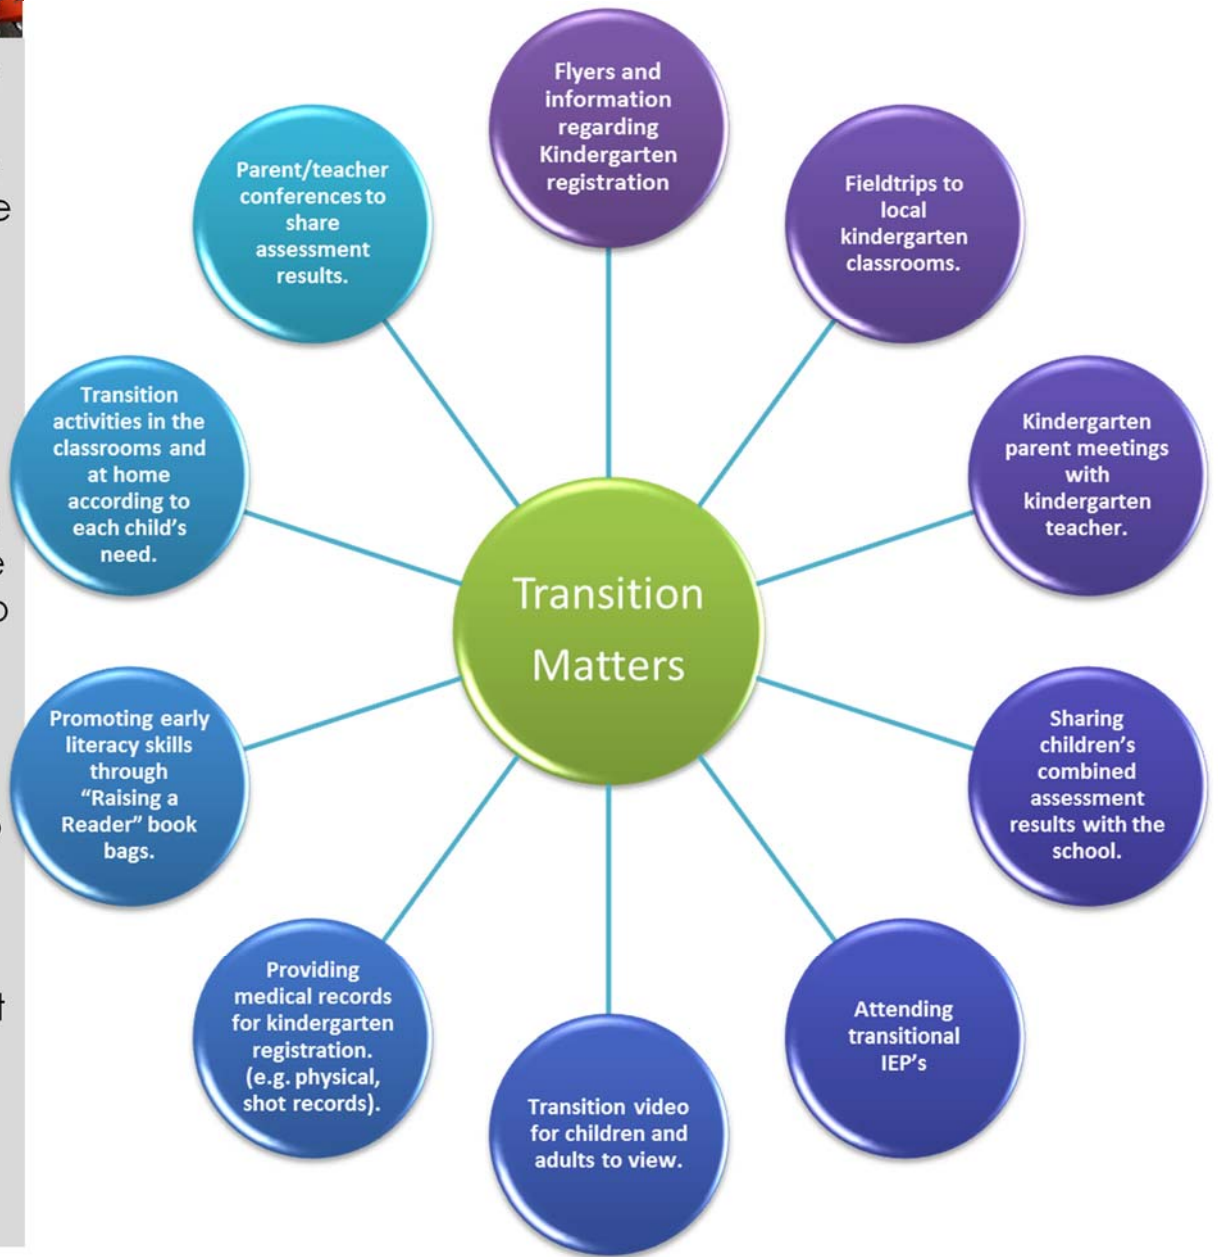 Flyers and
information
regarding
Kindergarten
registration
Fieldtrips to
local
kindergarten
classrooms.
Kindergarten
parent meetings
with
kindergarten
teacher.
Sharing
children's
combined
assessment
results with the
school.
Attending
transitional
IEP's
Transition video
for children and
adults to view.
Providing
medical records
for kindergarten
registration.
(e.g. physical,
shot records).
Promoting early
literacy skills
through
“Raising a
Reader” book
bags.
Transition
activities in the
classrooms and
at home
according to
each child’s
need.
Parent/teacher
conferences to
share
assessment
results.
Transition
Matters